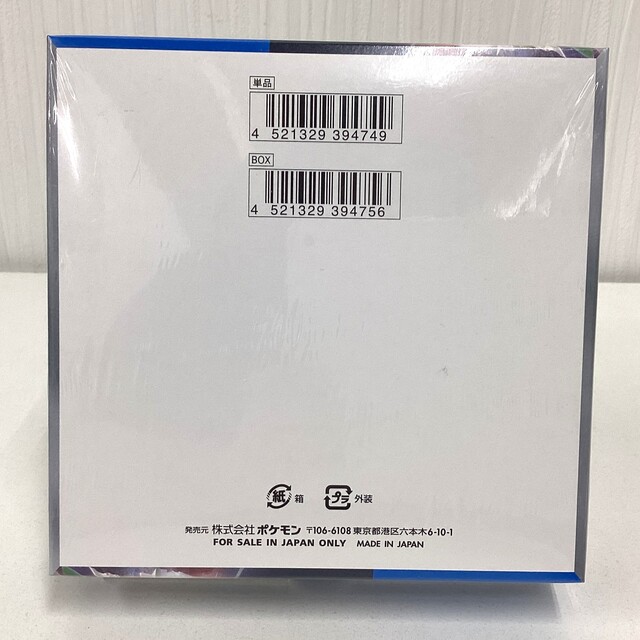 単品
4 521329 394749
BOX
4 521329 394756
紙 箱 プラ 外装
発売元 株式会社ポケモン 〒106-6108 東京都港区六本木6-10-1
FOR SALE IN JAPAN ONLY MADE IN JAPAN